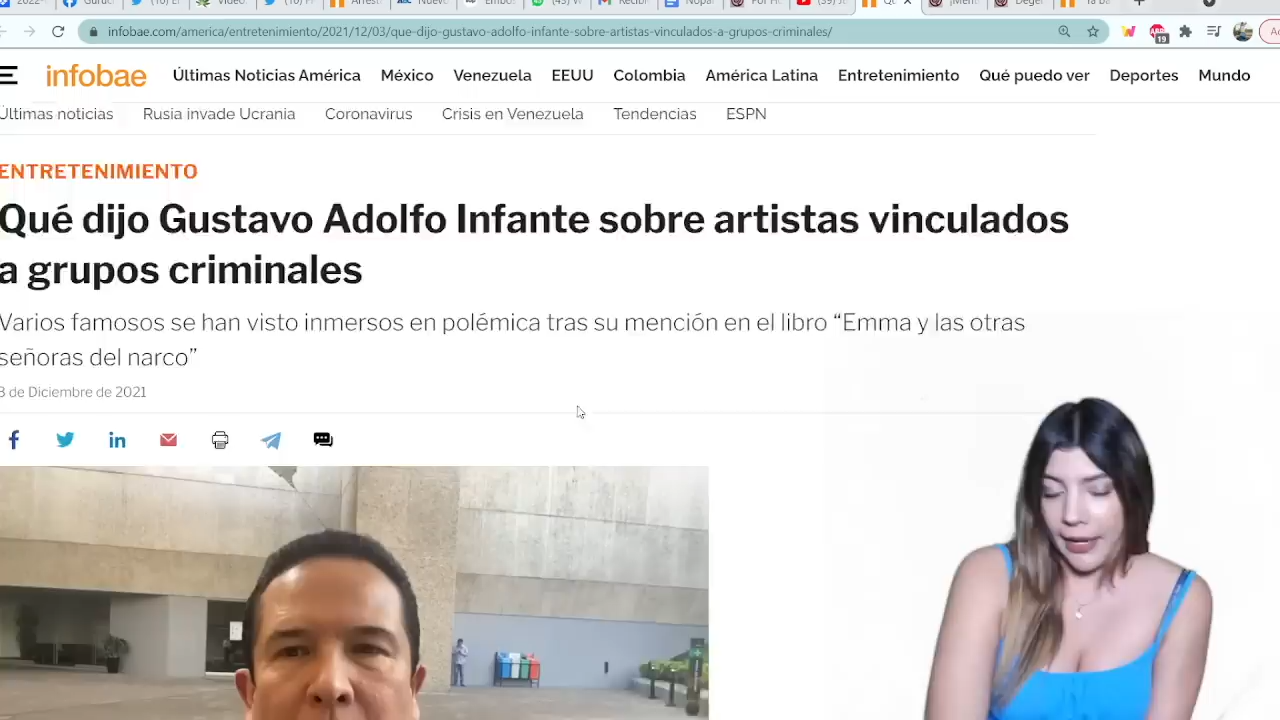 infobae.com/america/entretenimiento/2021/12/03/que-dijo-gustavo-adolfo-infante-sobre-artistas-vinculados-a-grupos-criminales/
19
infobae Últimas Noticias América México Venezuela EEUU Colombia América Latina Entretenimiento Qué puedo ver Deportes Mundo
Últimas noticias Rusia invade Ucrania Coronavirus Crisis en Venezuela Tendencias ESPN
ENTRETENIMIENTO
Qué dijo Gustavo Adolfo Infante sobre artistas vinculados
a grupos criminales
Varios famosos se han visto inmersos en polémica tras su mención en el libro “Emma y las otras
señoras del narco”
3 de Diciembre de 2021